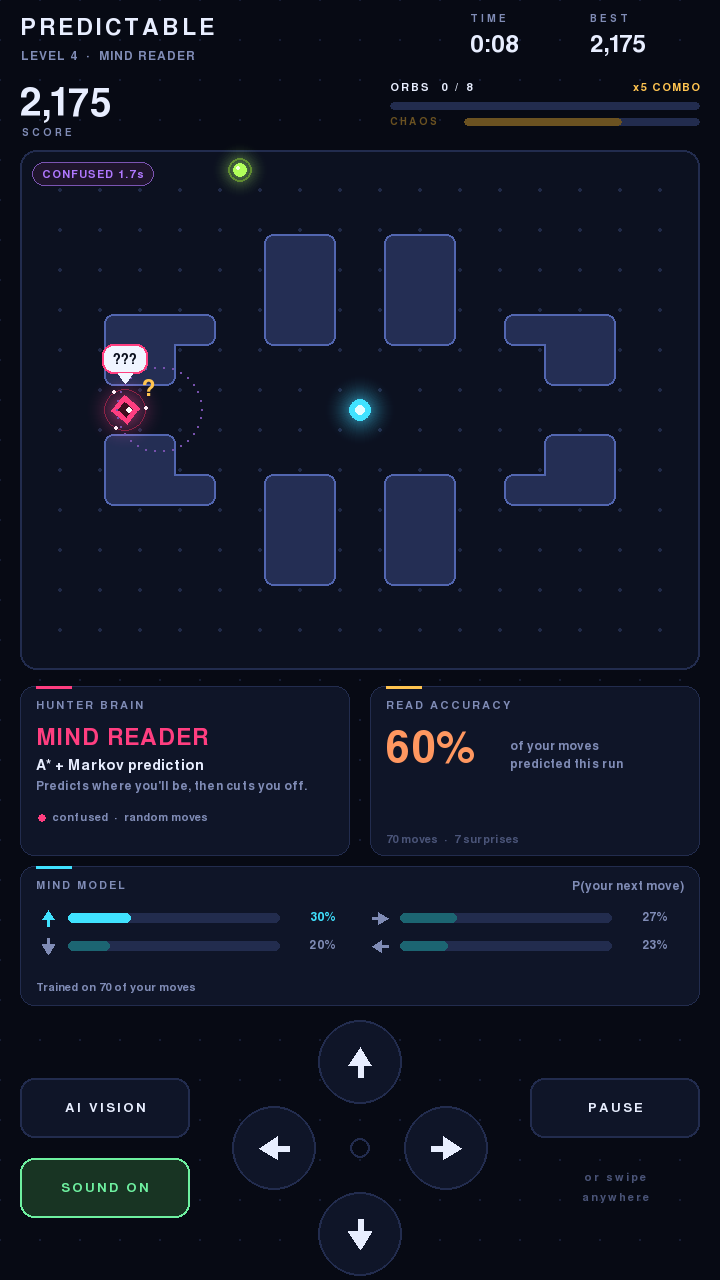 PREDICTABLE
LEVEL 4 · MIND READER
TIME
0:08
BEST
2,175
2,175
SCORE
ORBS 0 / 8
x5 COMBO
CHAOS
CONFUSED 1.7s
???
?
HUNTER BRAIN
MIND READER
A* + Markov prediction
Predicts where you'll be, then cuts you off.
confused · random moves
READ ACCURACY
60%
of your moves
predicted this run
70 moves · 7 surprises
MIND MODEL
P(your next move)
30%
27%
20%
23%
Trained on 70 of your moves
AI VISION
SOUND ON
PAUSE
or swipe
anywhere